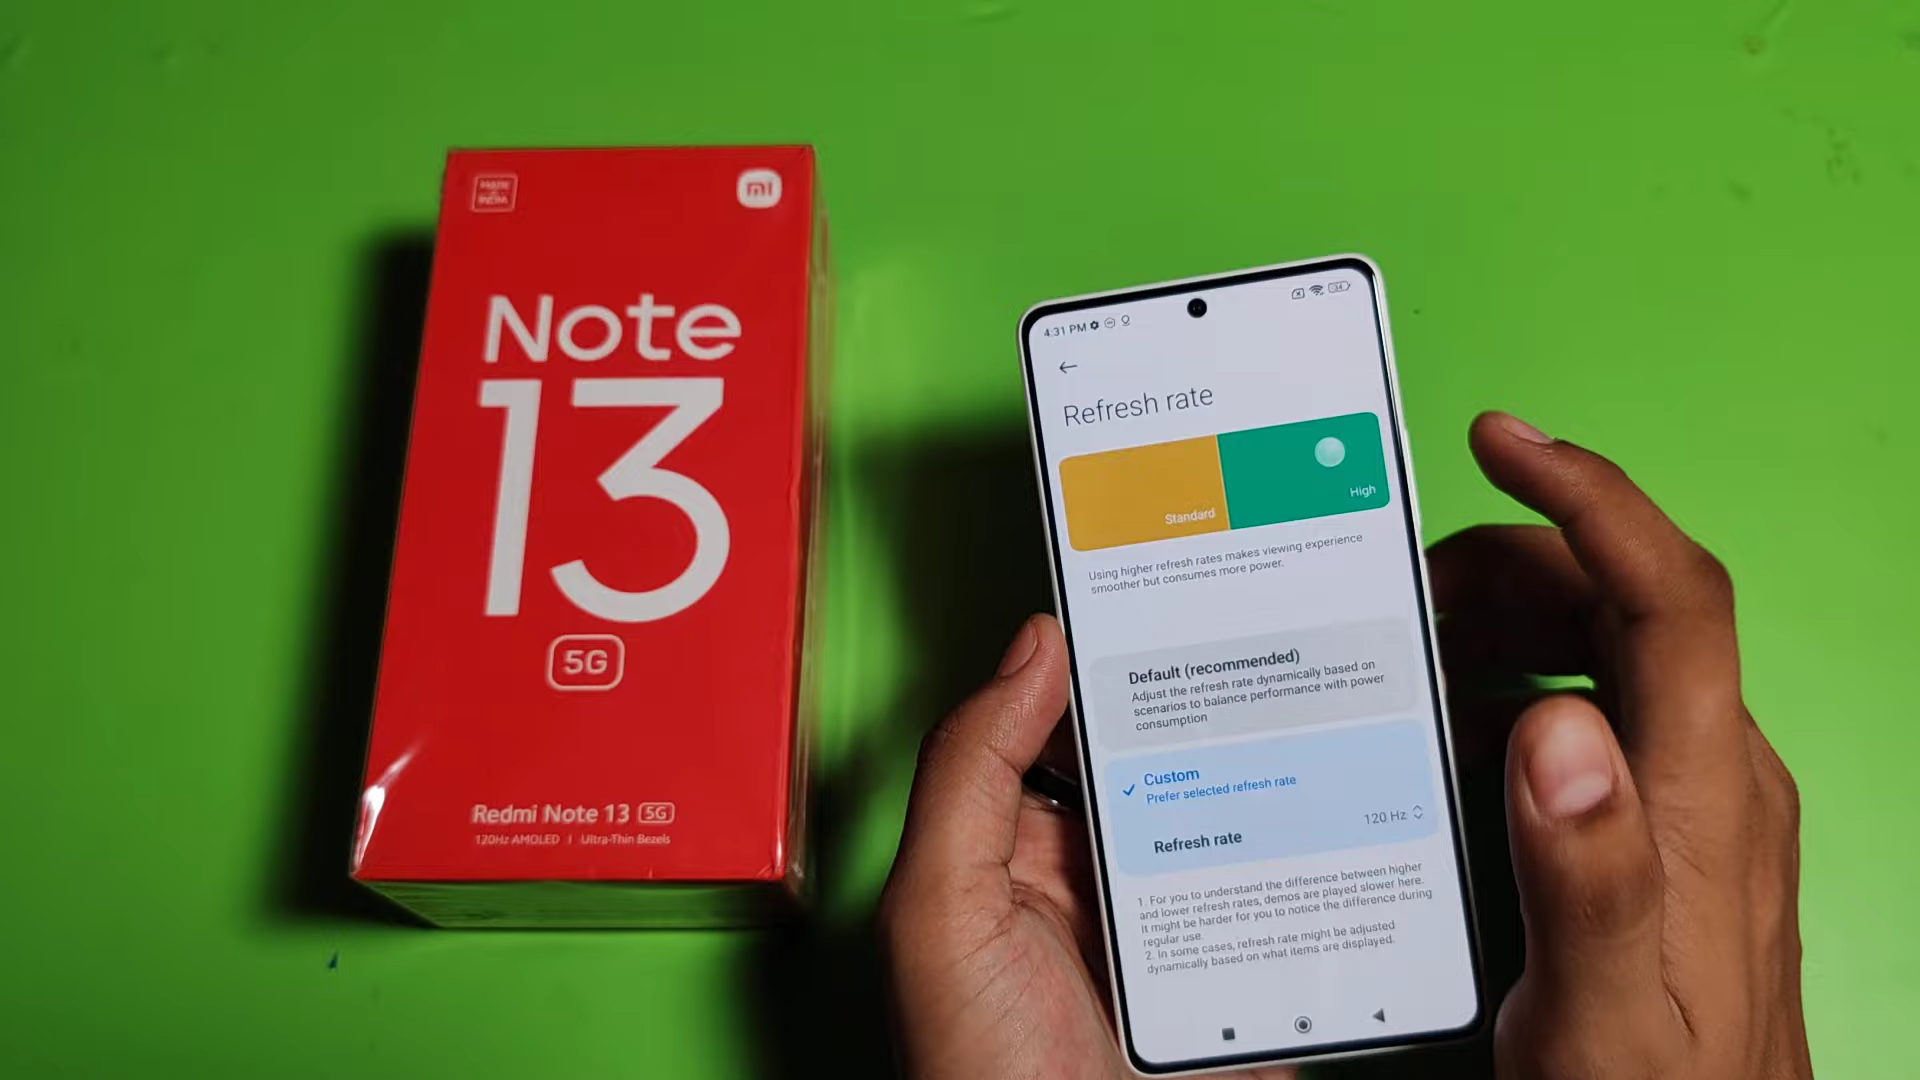 MADE
INDIA
mi
Note
13
5G
Redmi Note 13 5G
120Hz AMOLED | Ultra-Thin Bezels
4:31 PM
34
Refresh rate
Standard
High
Using higher refresh rates makes viewing experience
smoother but consumes more power.
Default (recommended)
Adjust the refresh rate dynamically based on
scenarios to balance performance with power
consumption
Custom
Prefer selected refresh rate
Refresh rate 120 Hz
1. For you to understand the difference between higher
and lower refresh rates, demos are played slower here.
It might be harder for you to notice the difference during
regular use.
2. In some cases, refresh rate might be adjusted
dynamically based on what items are displayed.